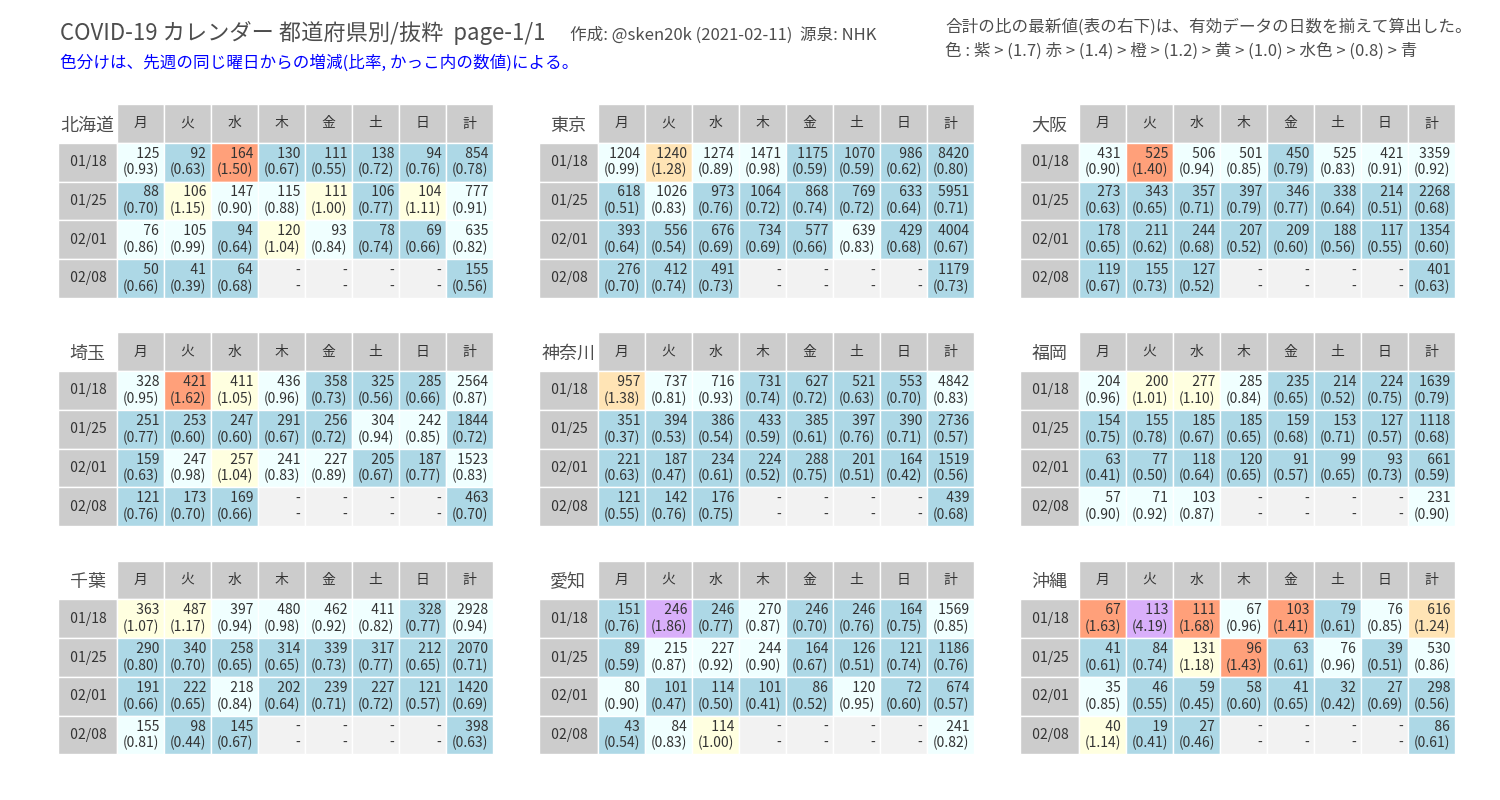 COVID-19 カレンダー 都道府県別/抜粋 page-1/1 作成: @sken20k (2021-02-11) 源泉: NHK
色分けは、先週の同じ曜日からの増減(比率, かっこ内の数値)による。
合計の比の最新値(表の右下)は、有効データの日数を揃えて算出した。
色 : 紫 > (1.7) 赤 > (1.4) > 橙 > (1.2) > 黄 > (1.0) > 水色 > (0.8) > 青
北海道 月 火 水 木 金 土 日 計
01/18 125 92 164 130 111 138 94 854
(0.93) (0.63) (1.50) (0.67) (0.55) (0.72) (0.76) (0.78)
01/25 88 106 147 115 111 106 104 777
(0.70) (1.15) (0.90) (0.88) (1.00) (0.77) (1.11) (0.91)
02/01 76 105 94 120 93 78 69 635
(0.86) (0.99) (0.64) (1.04) (0.84) (0.74) (0.66) (0.82)
02/08 50 41 64 - - - - 155
(0.66) (0.39) (0.68) - - - - (0.56)
東京 月 火 水 木 金 土 日 計
01/18 1204 1240 1274 1471 1175 1070 986 8420
(0.99) (1.28) (0.89) (0.98) (0.59) (0.59) (0.62) (0.80)
01/25 618 1026 973 1064 868 769 633 5951
(0.51) (0.83) (0.76) (0.72) (0.74) (0.72) (0.64) (0.71)
02/01 393 556 676 734 577 639 429 4004
(0.64) (0.54) (0.69) (0.69) (0.66) (0.83) (0.68) (0.67)
02/08 276 412 491 - - - - 1179
(0.70) (0.74) (0.73) - - - - (0.73)
大阪 月 火 水 木 金 土 日 計
01/18 431 525 506 501 450 525 421 3359
(0.90) (1.40) (0.94) (0.85) (0.79) (0.83) (0.91) (0.92)
01/25 273 343 357 397 346 338 214 2268
(0.63) (0.65) (0.71) (0.79) (0.77) (0.64) (0.51) (0.68)
02/01 178 211 244 207 209 188 117 1354
(0.65) (0.62) (0.68) (0.52) (0.60) (0.56) (0.55) (0.60)
02/08 119 155 127 - - - - 401
(0.67) (0.73) (0.52) - - - - (0.63)
埼玉 月 火 水 木 金 土 日 計
01/18 328 421 411 436 358 325 285 2564
(0.95) (1.62) (1.05) (0.96) (0.73) (0.56) (0.66) (0.87)
01/25 251 253 247 291 256 304 242 1844
(0.77) (0.60) (0.60) (0.67) (0.72) (0.94) (0.85) (0.72)
02/01 159 247 257 241 227 205 187 1523
(0.63) (0.98) (1.04) (0.83) (0.89) (0.67) (0.77) (0.83)
02/08 121 173 169 - - - - 463
(0.76) (0.70) (0.66) - - - - (0.70)
神奈川 月 火 水 木 金 土 日 計
01/18 957 737 716 731 627 521 553 4842
(1.38) (0.81) (0.93) (0.74) (0.72) (0.63) (0.70) (0.83)
01/25 351 394 386 433 385 397 390 2736
(0.37) (0.53) (0.54) (0.59) (0.61) (0.76) (0.71) (0.57)
02/01 221 187 234 224 288 201 164 1519
(0.63) (0.47) (0.61) (0.52) (0.75) (0.51) (0.42) (0.56)
02/08 121 142 176 - - - - 439
(0.55) (0.76) (0.75) - - - - (0.68)
福岡 月 火 水 木 金 土 日 計
01/18 204 200 277 285 235 214 224 1639
(0.96) (1.01) (1.10) (0.84) (0.65) (0.52) (0.75) (0.79)
01/25 154 155 185 185 159 153 127 1118
(0.75) (0.78) (0.67) (0.65) (0.68) (0.71) (0.57) (0.68)
02/01 63 77 118 120 91 99 93 661
(0.41) (0.50) (0.64) (0.65) (0.57) (0.65) (0.73) (0.59)
02/08 57 71 103 - - - - 231
(0.90) (0.92) (0.87) - - - - (0.90)
千葉 月 火 水 木 金 土 日 計
01/18 363 487 397 480 462 411 328 2928
(1.07) (1.17) (0.94) (0.98) (0.92) (0.82) (0.77) (0.94)
01/25 290 340 258 314 339 317 212 2070
(0.80) (0.70) (0.65) (0.65) (0.73) (0.77) (0.65) (0.71)
02/01 191 222 218 202 239 227 121 1420
(0.66) (0.65) (0.84) (0.64) (0.71) (0.72) (0.57) (0.69)
02/08 155 98 145 - - - - 398
(0.81) (0.44) (0.67) - - - - (0.63)
愛知 月 火 水 木 金 土 日 計
01/18 151 246 246 270 246 246 164 1569
(0.76) (1.86) (0.77) (0.87) (0.70) (0.76) (0.75) (0.85)
01/25 89 215 227 244 164 126 121 1186
(0.59) (0.87) (0.92) (0.90) (0.67) (0.51) (0.74) (0.76)
02/01 80 101 114 101 86 120 72 674
(0.90) (0.47) (0.50) (0.41) (0.52) (0.95) (0.60) (0.57)
02/08 43 84 114 - - - - 241
(0.54) (0.83) (1.00) - - - - (0.82)
沖縄 月 火 水 木 金 土 日 計
01/18 67 113 111 67 103 79 76 616
(1.63) (4.19) (1.68) (0.96) (1.41) (0.61) (0.85) (1.24)
01/25 41 84 131 96 63 76 39 530
(0.61) (0.74) (1.18) (1.43) (0.61) (0.96) (0.51) (0.86)
02/01 35 46 59 58 41 32 27 298
(0.85) (0.55) (0.45) (0.60) (0.65) (0.42) (0.69) (0.56)
02/08 40 19 27 - - - - 86
(1.14) (0.41) (0.46) - - - - (0.61)